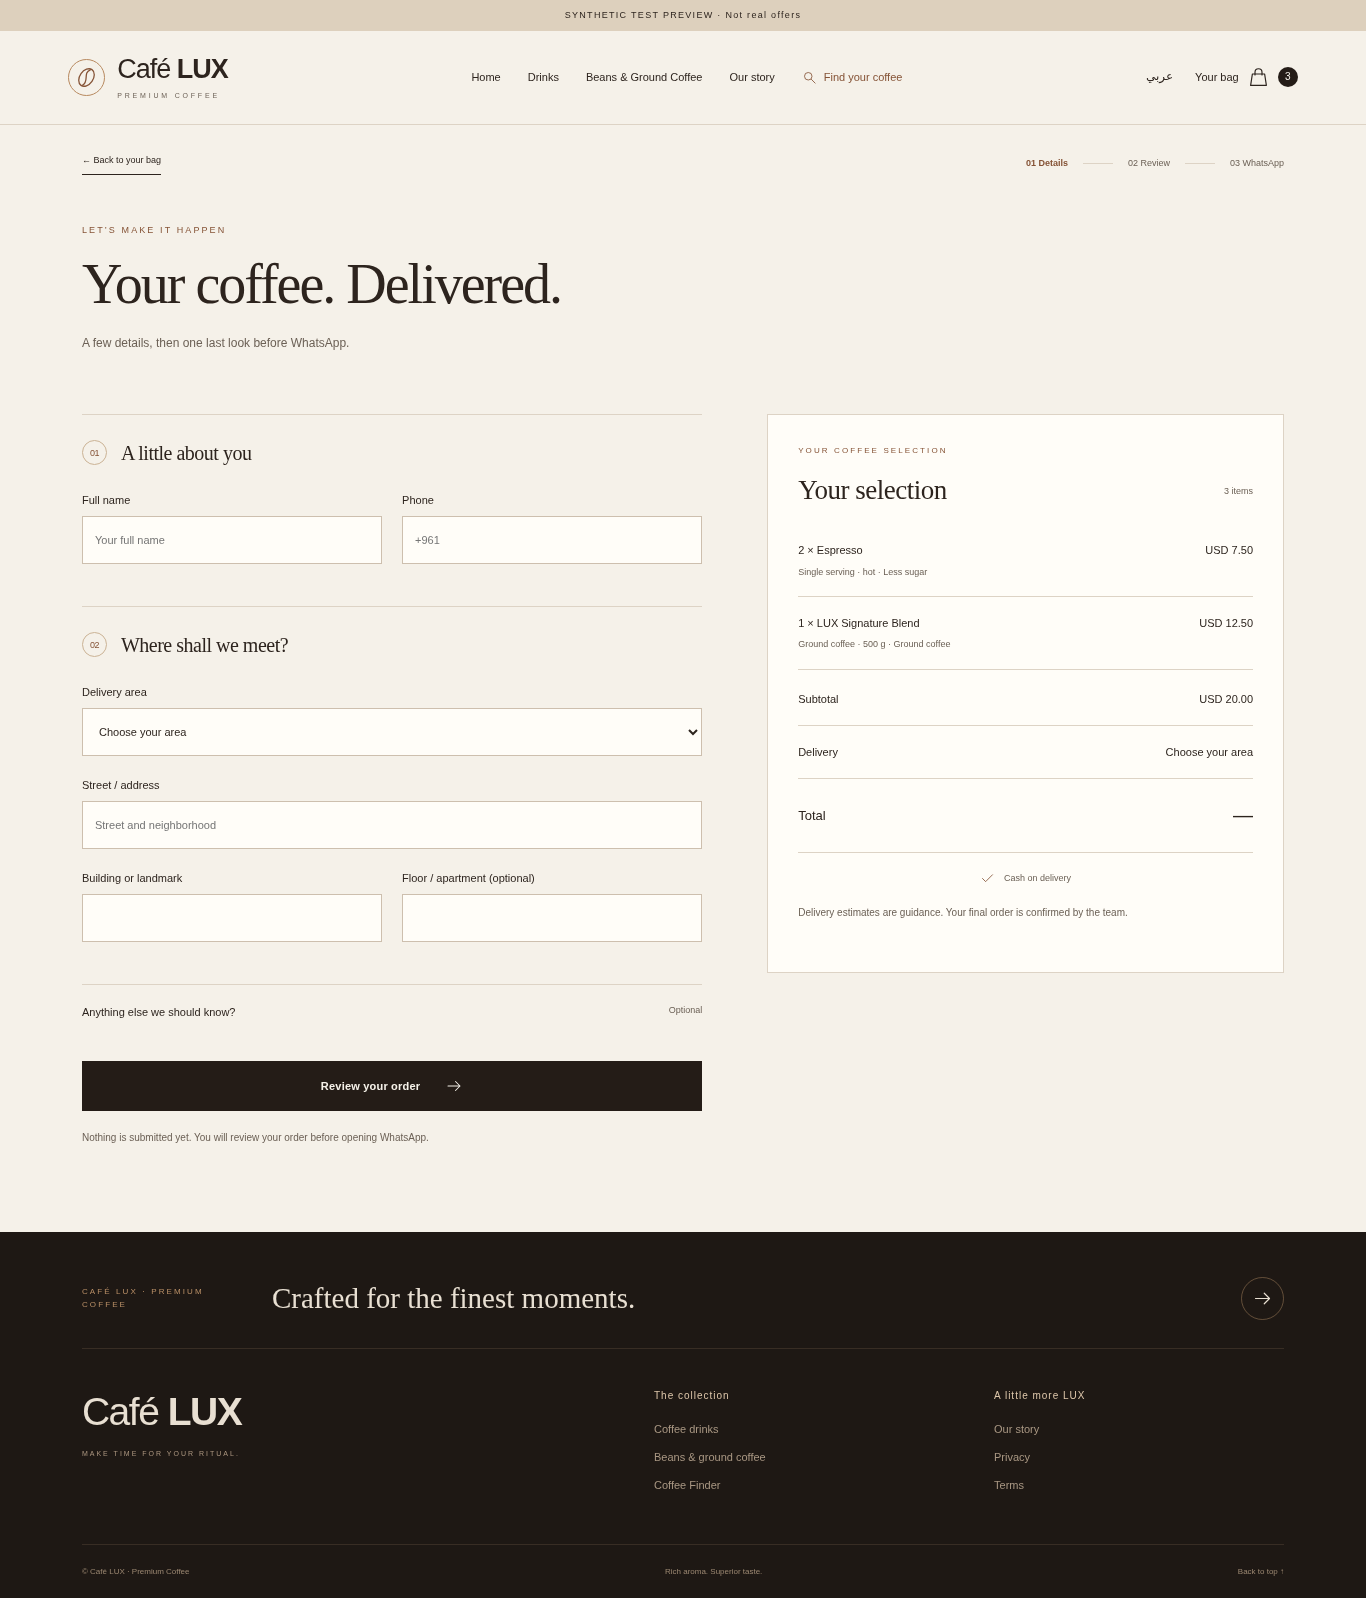 SYNTHETIC TEST PREVIEW · Not real offers
Café LUX
PREMIUM COFFEE
Home
Drinks
Beans & Ground Coffee
Our story
Find your coffee
عربي
Your bag
3
← Back to your bag
01 Details
02 Review
03 WhatsApp
LET'S MAKE IT HAPPEN
Your coffee. Delivered.
A few details, then one last look before WhatsApp.
01
A little about you
Full name
Phone
Your full name
+961
02
Where shall we meet?
Delivery area
Choose your area
Street / address
Street and neighborhood
Building or landmark
Floor / apartment (optional)
Anything else we should know?
Optional
Review your order
Nothing is submitted yet. You will review your order before opening WhatsApp.
YOUR COFFEE SELECTION
Your selection
3 items
2 × Espresso
USD 7.50
Single serving · hot · Less sugar
1 × LUX Signature Blend
USD 12.50
Ground coffee · 500 g · Ground coffee
Subtotal
USD 20.00
Delivery
Choose your area
Total
—
Cash on delivery
Delivery estimates are guidance. Your final order is confirmed by the team.
CAFÉ LUX · PREMIUM
COFFEE
Crafted for the finest moments.
Café LUX
MAKE TIME FOR YOUR RITUAL.
The collection
Coffee drinks
Beans & ground coffee
Coffee Finder
A little more LUX
Our story
Privacy
Terms
© Café LUX · Premium Coffee
Rich aroma. Superior taste.
Back to top ↑